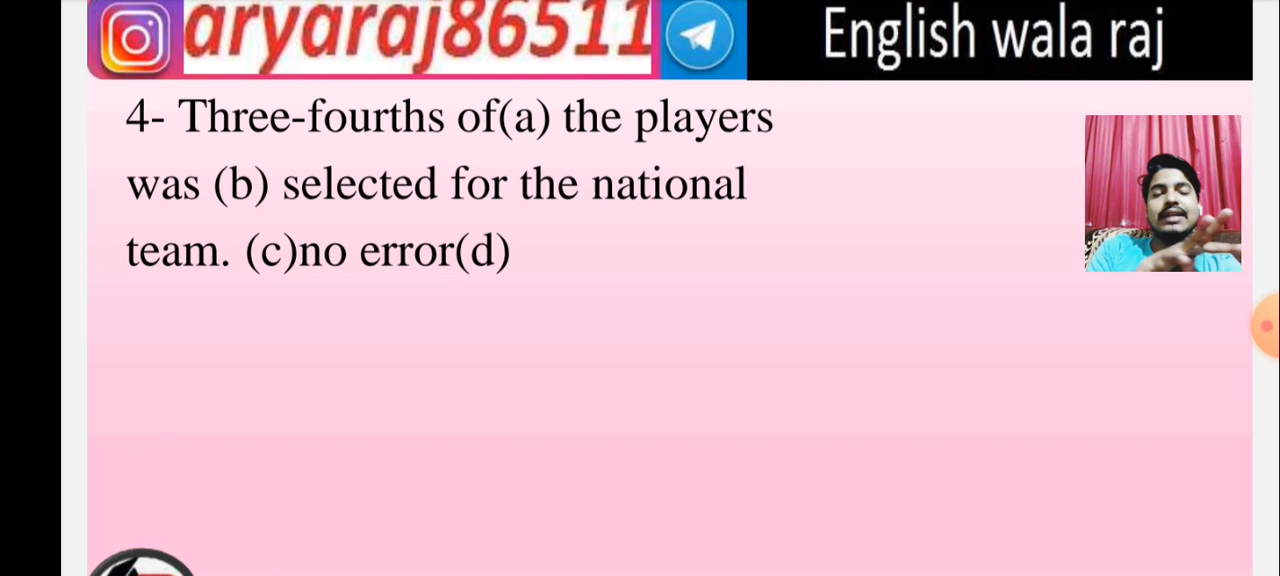 aryaraj86511 English wala raj
4- Three-fourths of(a) the players
was (b) selected for the national
team. (c)no error(d)